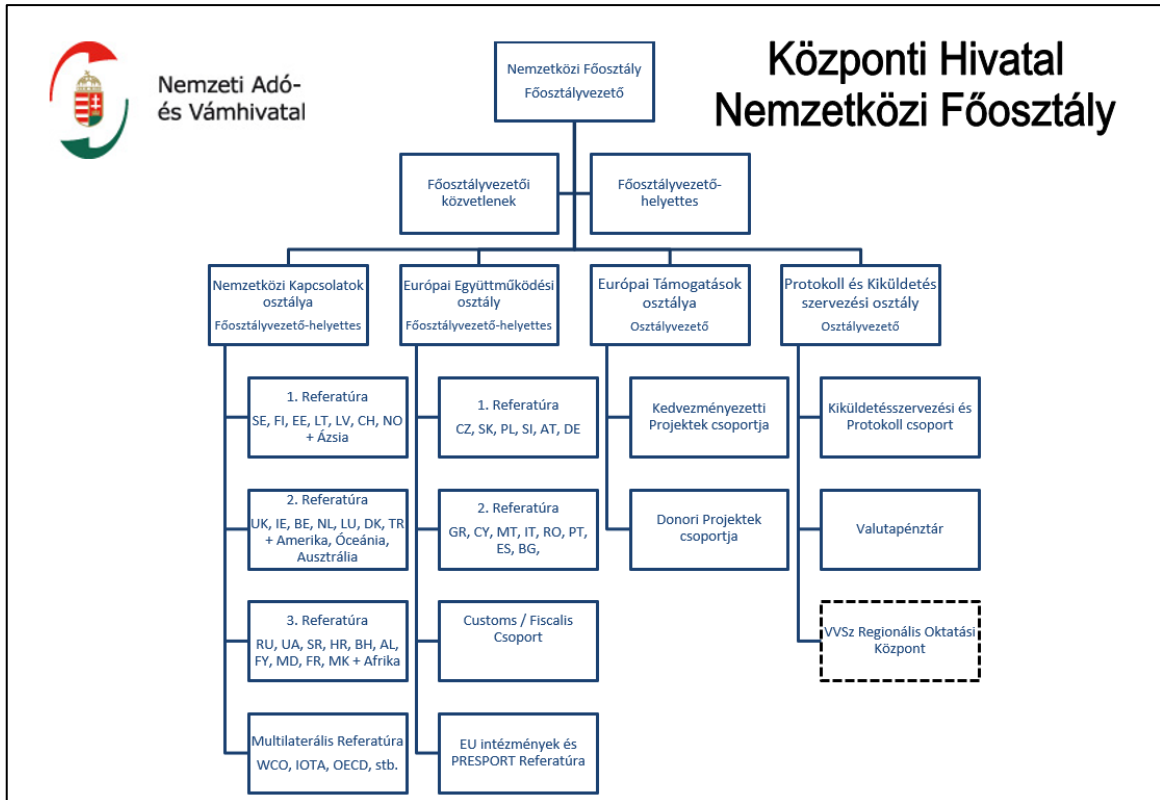 Nemzeti Adó-
és Vámhivatal
Központi Hivatal
Nemzetközi Főosztály
Nemzetközi Főosztály
Főosztályvezető
Főosztályvezetői
közvetlenek
Főosztályvezető-
helyettes
Nemzetközi Kapcsolatok
osztálya
Főosztályvezető-helyettes
1. Referatúra
SE, FI, EE, LT, LV, CH, NO
+ Ázsia
2. Referatúra
UK, IE, BE, NL, LU, DK, TR
+ Amerika, Óceánia,
Ausztrália
3. Referatúra
RU, UA, SR, HR, BH, AL,
FY, MD, FR, MK + Afrika
Multilaterális Referatúra
WCO, IOTA, OECD, stb.
Európai Együttműködési
osztály
Főosztályvezető-helyettes
1. Referatúra
CZ, SK, PL, SI, AT, DE
2. Referatúra
GR, CY, MT, IT, RO, PT,
ES, BG,
Customs / Fiscalis
Csoport
EU intézmények és
PRESPORT Referatúra
Európai Támogatások
osztálya
Osztályvezető
Kedvezményezetti
Projektek csoportja
Donori Projektek
csoportja
Protokoll és Kiküldetés
szervezési osztály
Osztályvezető
Kiküldetésszervezési és
Protokoll csoport
Valutapénztár
VVSz Regionális Oktatási
Központ